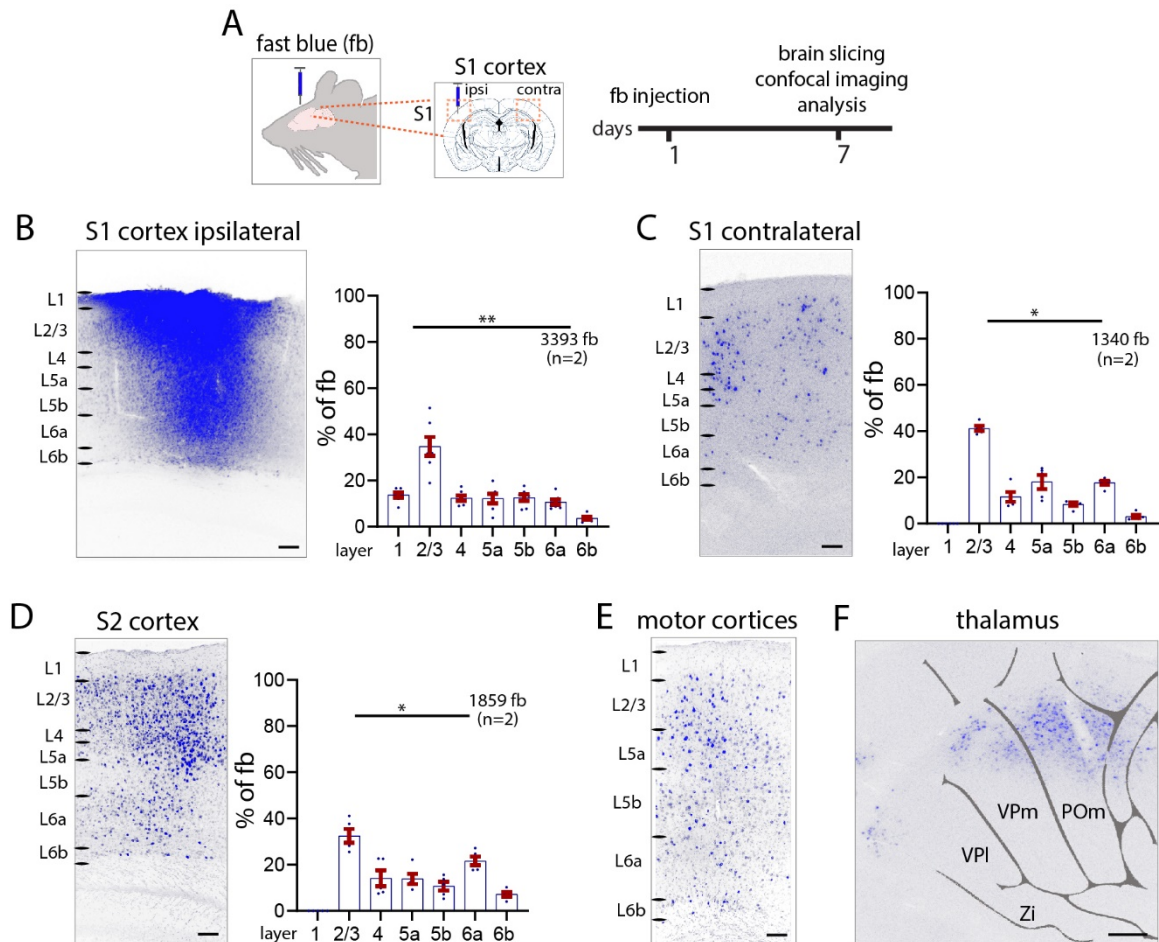 A
fast blue (fb)
S1 cortex
ipsi
contra
S1
fb injection
brain slicing
confocal imaging
analysis
days
1
7
B
S1 cortex ipsilateral
L1
L2/3
L4
L5a
L5b
L6a
L6b
% of fb
100
80
60
40
20
0
**
3393 fb
(n=2)
layer 1 2/3 4 5a 5b 6a 6b
C
S1 contralateral
L1
L2/3
L4
L5a
L5b
L6a
L6b
% of fb
100
80
60
40
20
0
*
1340 fb
(n=2)
layer 1 2/3 4 5a 5b 6a 6b
D
S2 cortex
L1
L2/3
L4
L5a
L5b
L6a
L6b
% of fb
100
80
60
40
20
0
*
1859 fb
(n=2)
layer 1 2/3 4 5a 5b 6a 6b
E
motor cortices
L1
L2/3
L5a
L5b
L6a
L6b
F
thalamus
VPm
POm
VPl
Zi